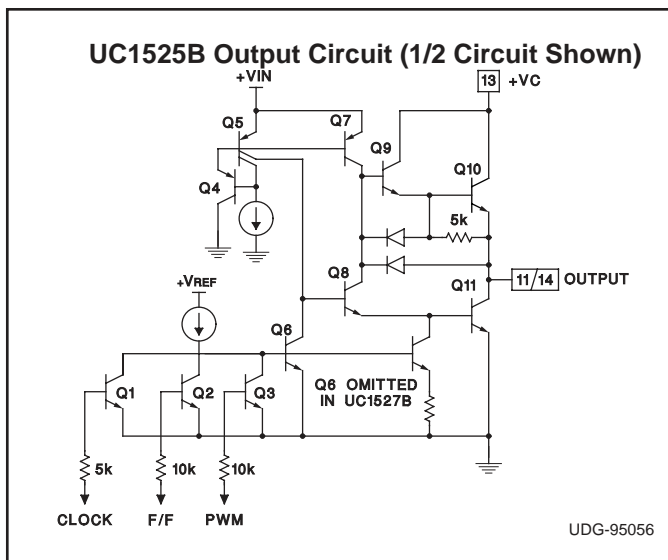 UC1525B Output Circuit (1/2 Circuit Shown)
+VIN
13 +VC
Q5
Q7
Q9
Q10
Q4
5k
+VREF
Q8
11/14 OUTPUT
Q11
Q6
Q1
Q2
Q3
Q6 OMITTED
IN UC1527B
5k
10k
10k
CLOCK
F/F
PWM
UDG-95056